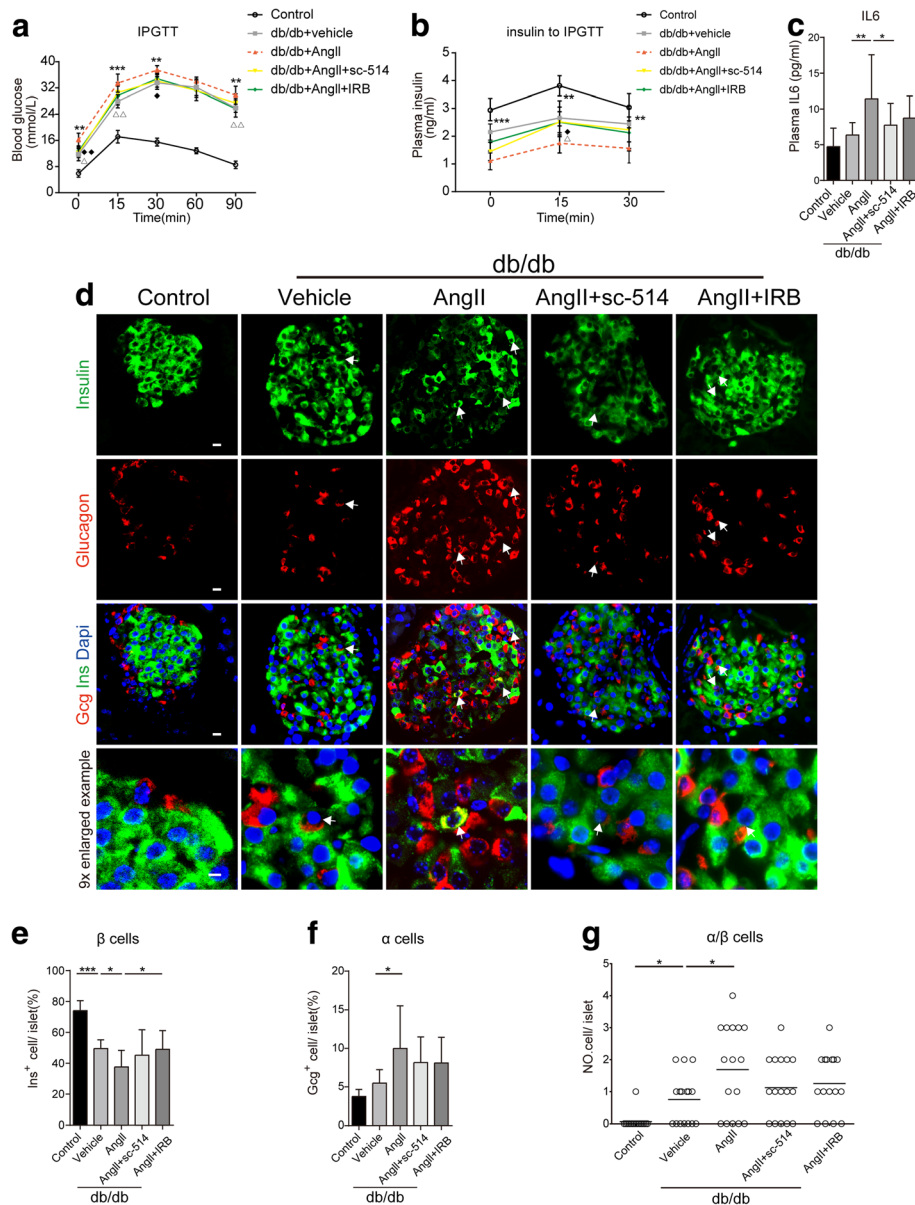 a
IPGTT
Control
db/db+vehicle
db/db+AngII
db/db+AngII+sc-514
db/db+AngII+IRB
Blood glucose
mmol/L)
40
32
24
16
8
0
0
15
30
60
90
Time(min)
**
***
**
**
◆◆
△
△△
◆
△△
b
insulin to IPGTT
Control
db/db+vehicle
db/db+AngII
db/db+AngII+sc-514
db/db+AngII+IRB
Plasma insulin
(ng/ml)
6
5
4
3
2
1
0
0
15
30
Time(min)
***
**
**
◆
△
c
IL6
Plasma IL6 (pg/ml)
20
15
10
5
0
**
*
Control
Vehicle
AngII
AngII+sc-514
AngII+IRB
db/db
d
db/db
Control
Vehicle
AngII
AngII+sc-514
AngII+IRB
Insulin
Glucagon
Gcg Ins Dapi
9x enlarged example
e
β cells
Ins+ cell/ islet(%)
100
80
60
40
20
0
***
*
*
Control
Vehicle
AngII
AngII+sc-514
AngII+IRB
db/db
f
α cells
Gcg+ cell/ islet(%)
20
15
10
5
0
*
Control
Vehicle
AngII
AngII+sc-514
AngII+IRB
db/db
g
α/β cells
NO.cell/ islet
5
4
3
2
1
0
*
*
Control
Vehicle
AngII
AngII+sc-514
AngII+IRB
db/db